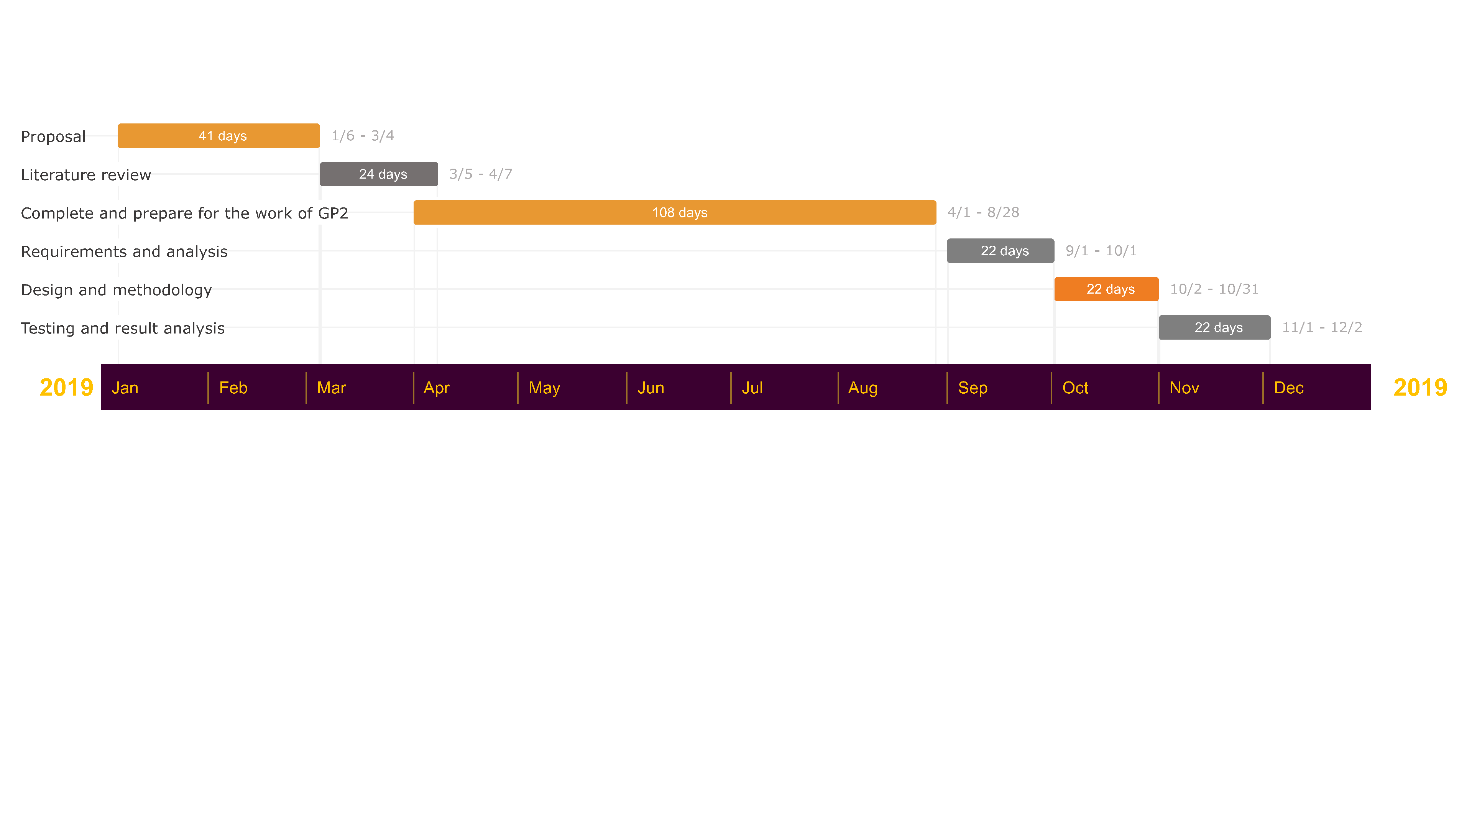 Proposal 41 days 1/6 - 3/4
Literature review 24 days 3/5 - 4/7
Complete and prepare for the work of GP2 108 days 4/1 - 8/28
Requirements and analysis 22 days 9/1 - 10/1
Design and methodology 22 days 10/2 - 10/31
Testing and result analysis 22 days 11/1 - 12/2
2019 Jan Feb Mar Apr May Jun Jul Aug Sep Oct Nov Dec 2019